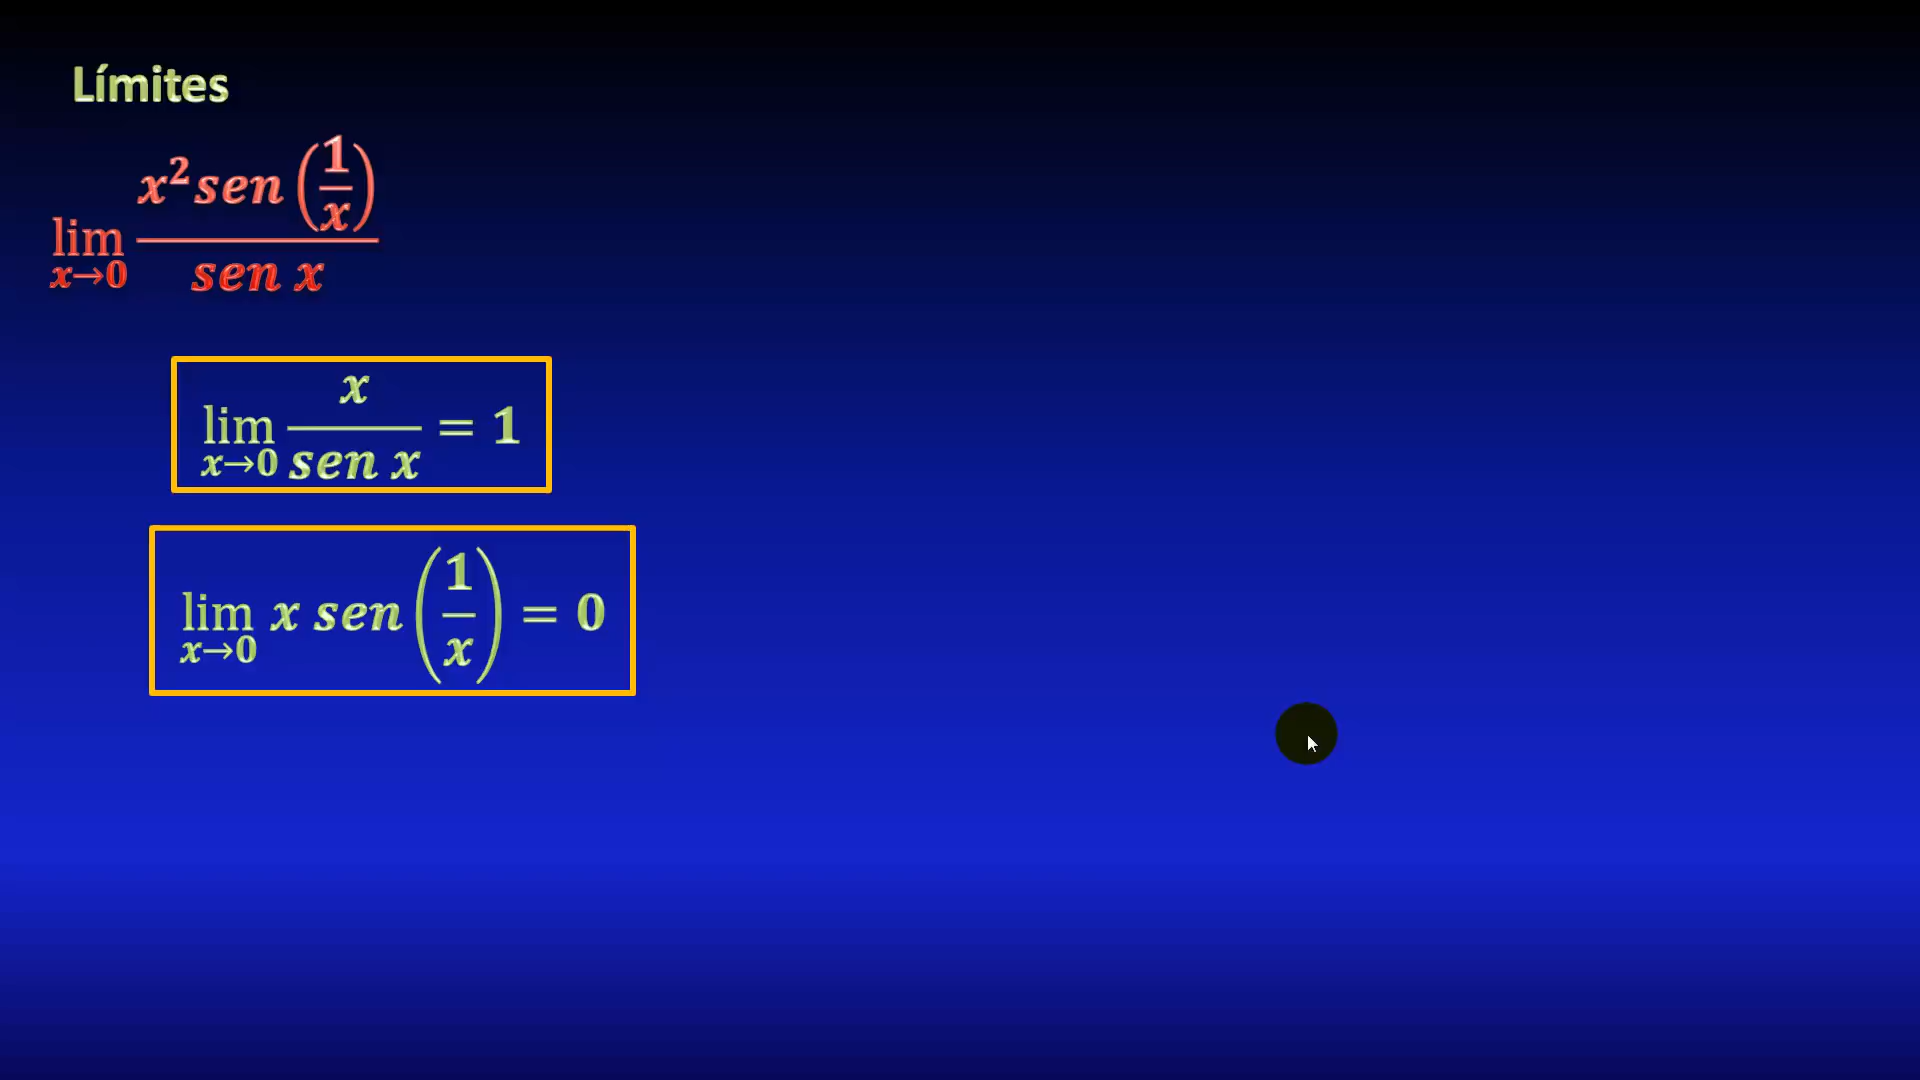 Límites
lim x→0 x² sen (1/x) / sen x
lim x→0 x / sen x = 1
lim x→0 x sen (1/x) = 0